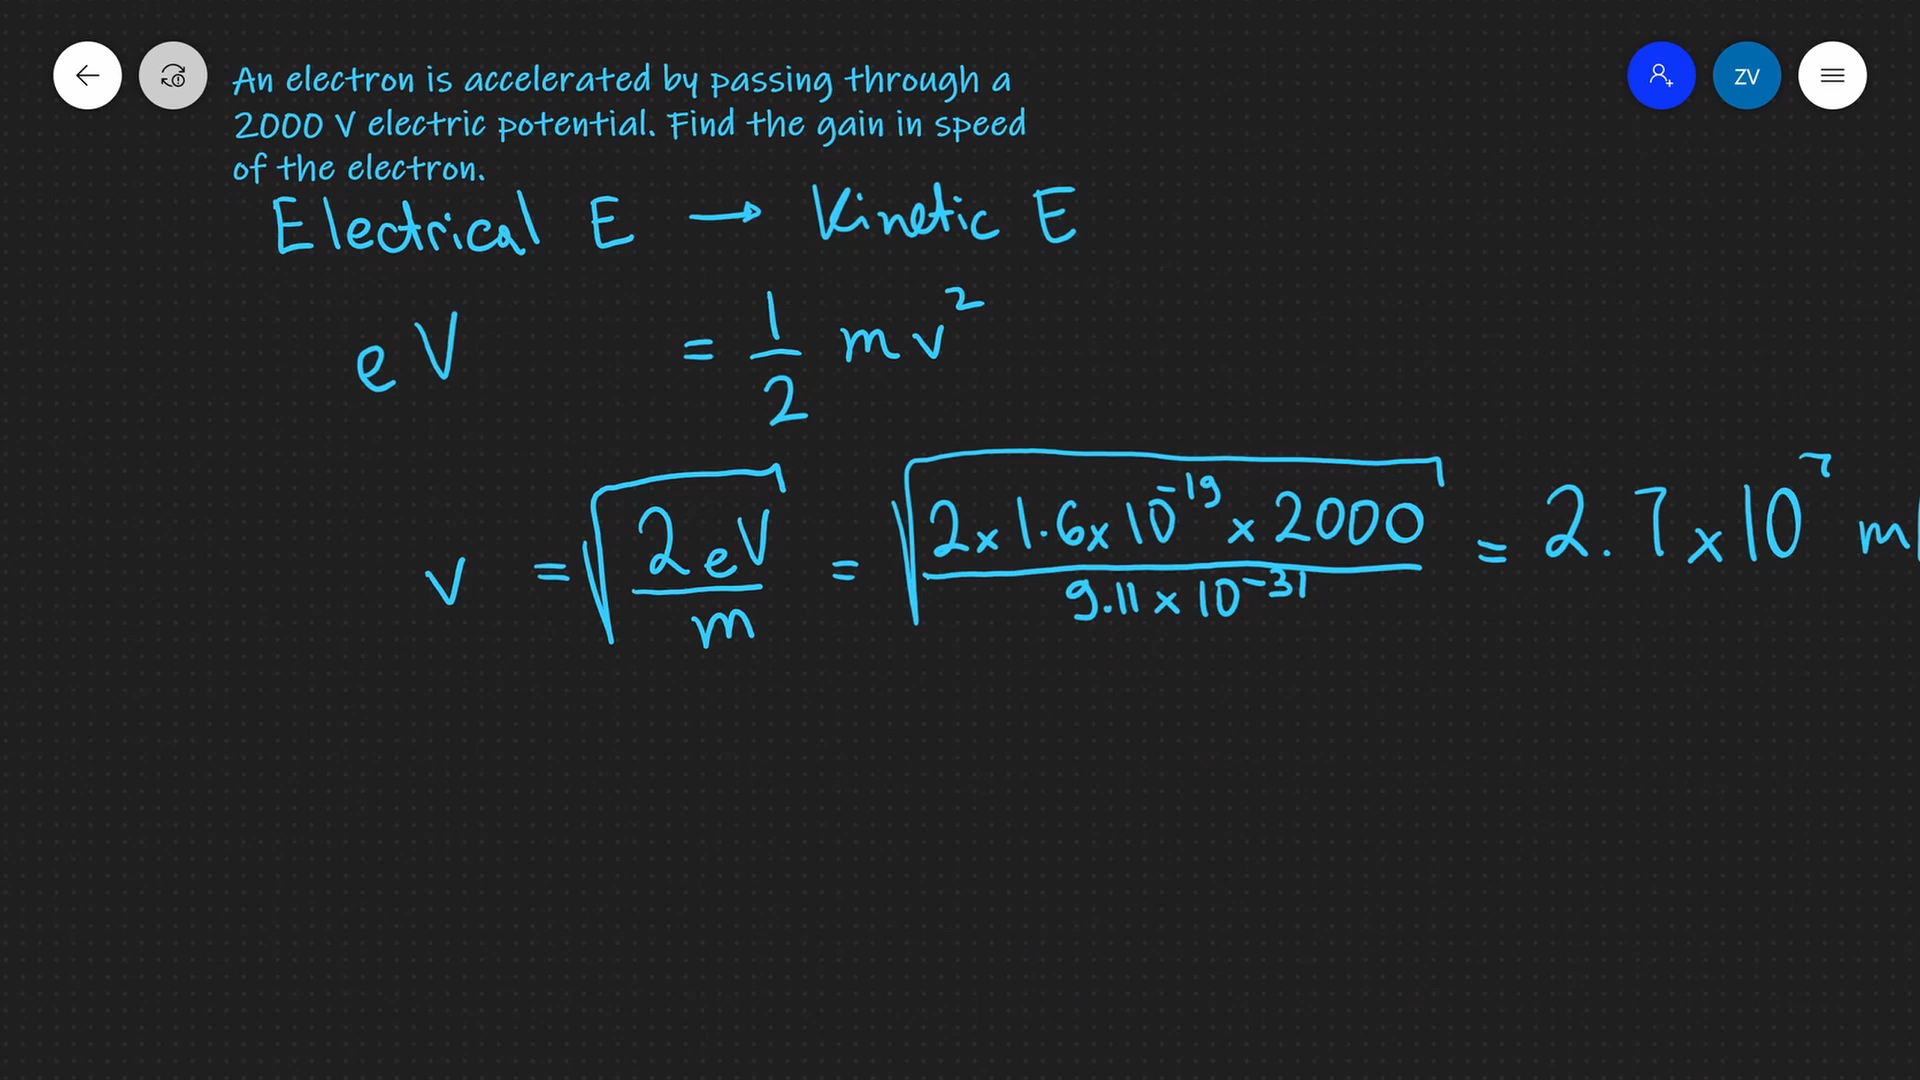 An electron is accelerated by passing through a
2000 V electric potential. Find the gain in speed
of the electron.
ZV
Electrical E → Kinetic E
eV = 1/2 mv²
v = √(2eV/m) = √(2×1.6×10⁻¹⁹×2000/9.11×10⁻³¹) = 2.7×10⁷ m